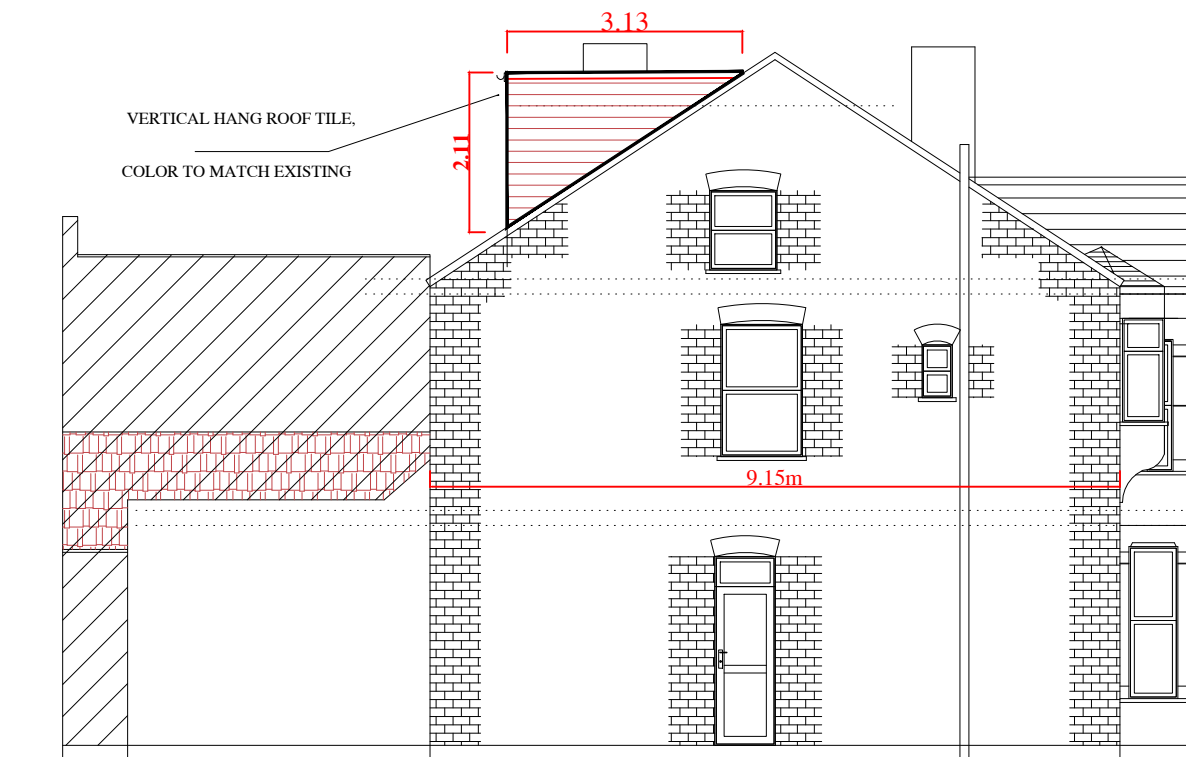 3.13
VERTICAL HANG ROOF TILE,
2.11
COLOR TO MATCH EXISTING
9.15m